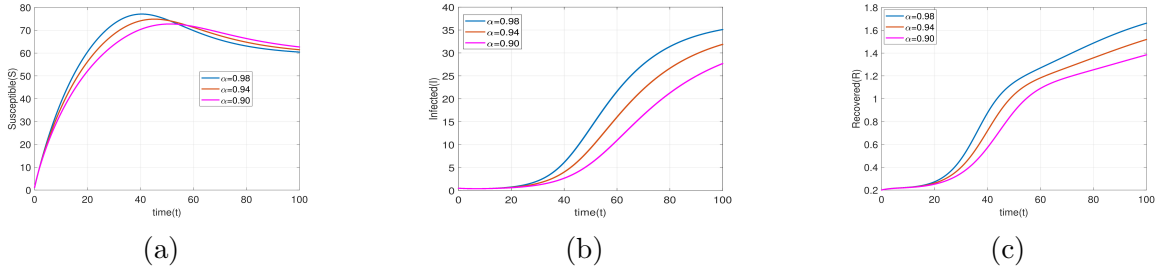 80
70
60
50
40
30
20
10
0
Susceptible(S)
α=0.98
α=0.94
α=0.90
0 20 40 60 80 100
time(t)
(a)
40
35
30
25
20
15
10
5
0
Infected(I)
α=0.98
α=0.94
α=0.90
0 20 40 60 80 100
time(t)
(b)
1.8
1.6
1.4
1.2
1
0.8
0.6
0.4
0.2
Recovered(R)
α=0.98
α=0.94
α=0.90
0 20 40 60 80 100
time(t)
(c)